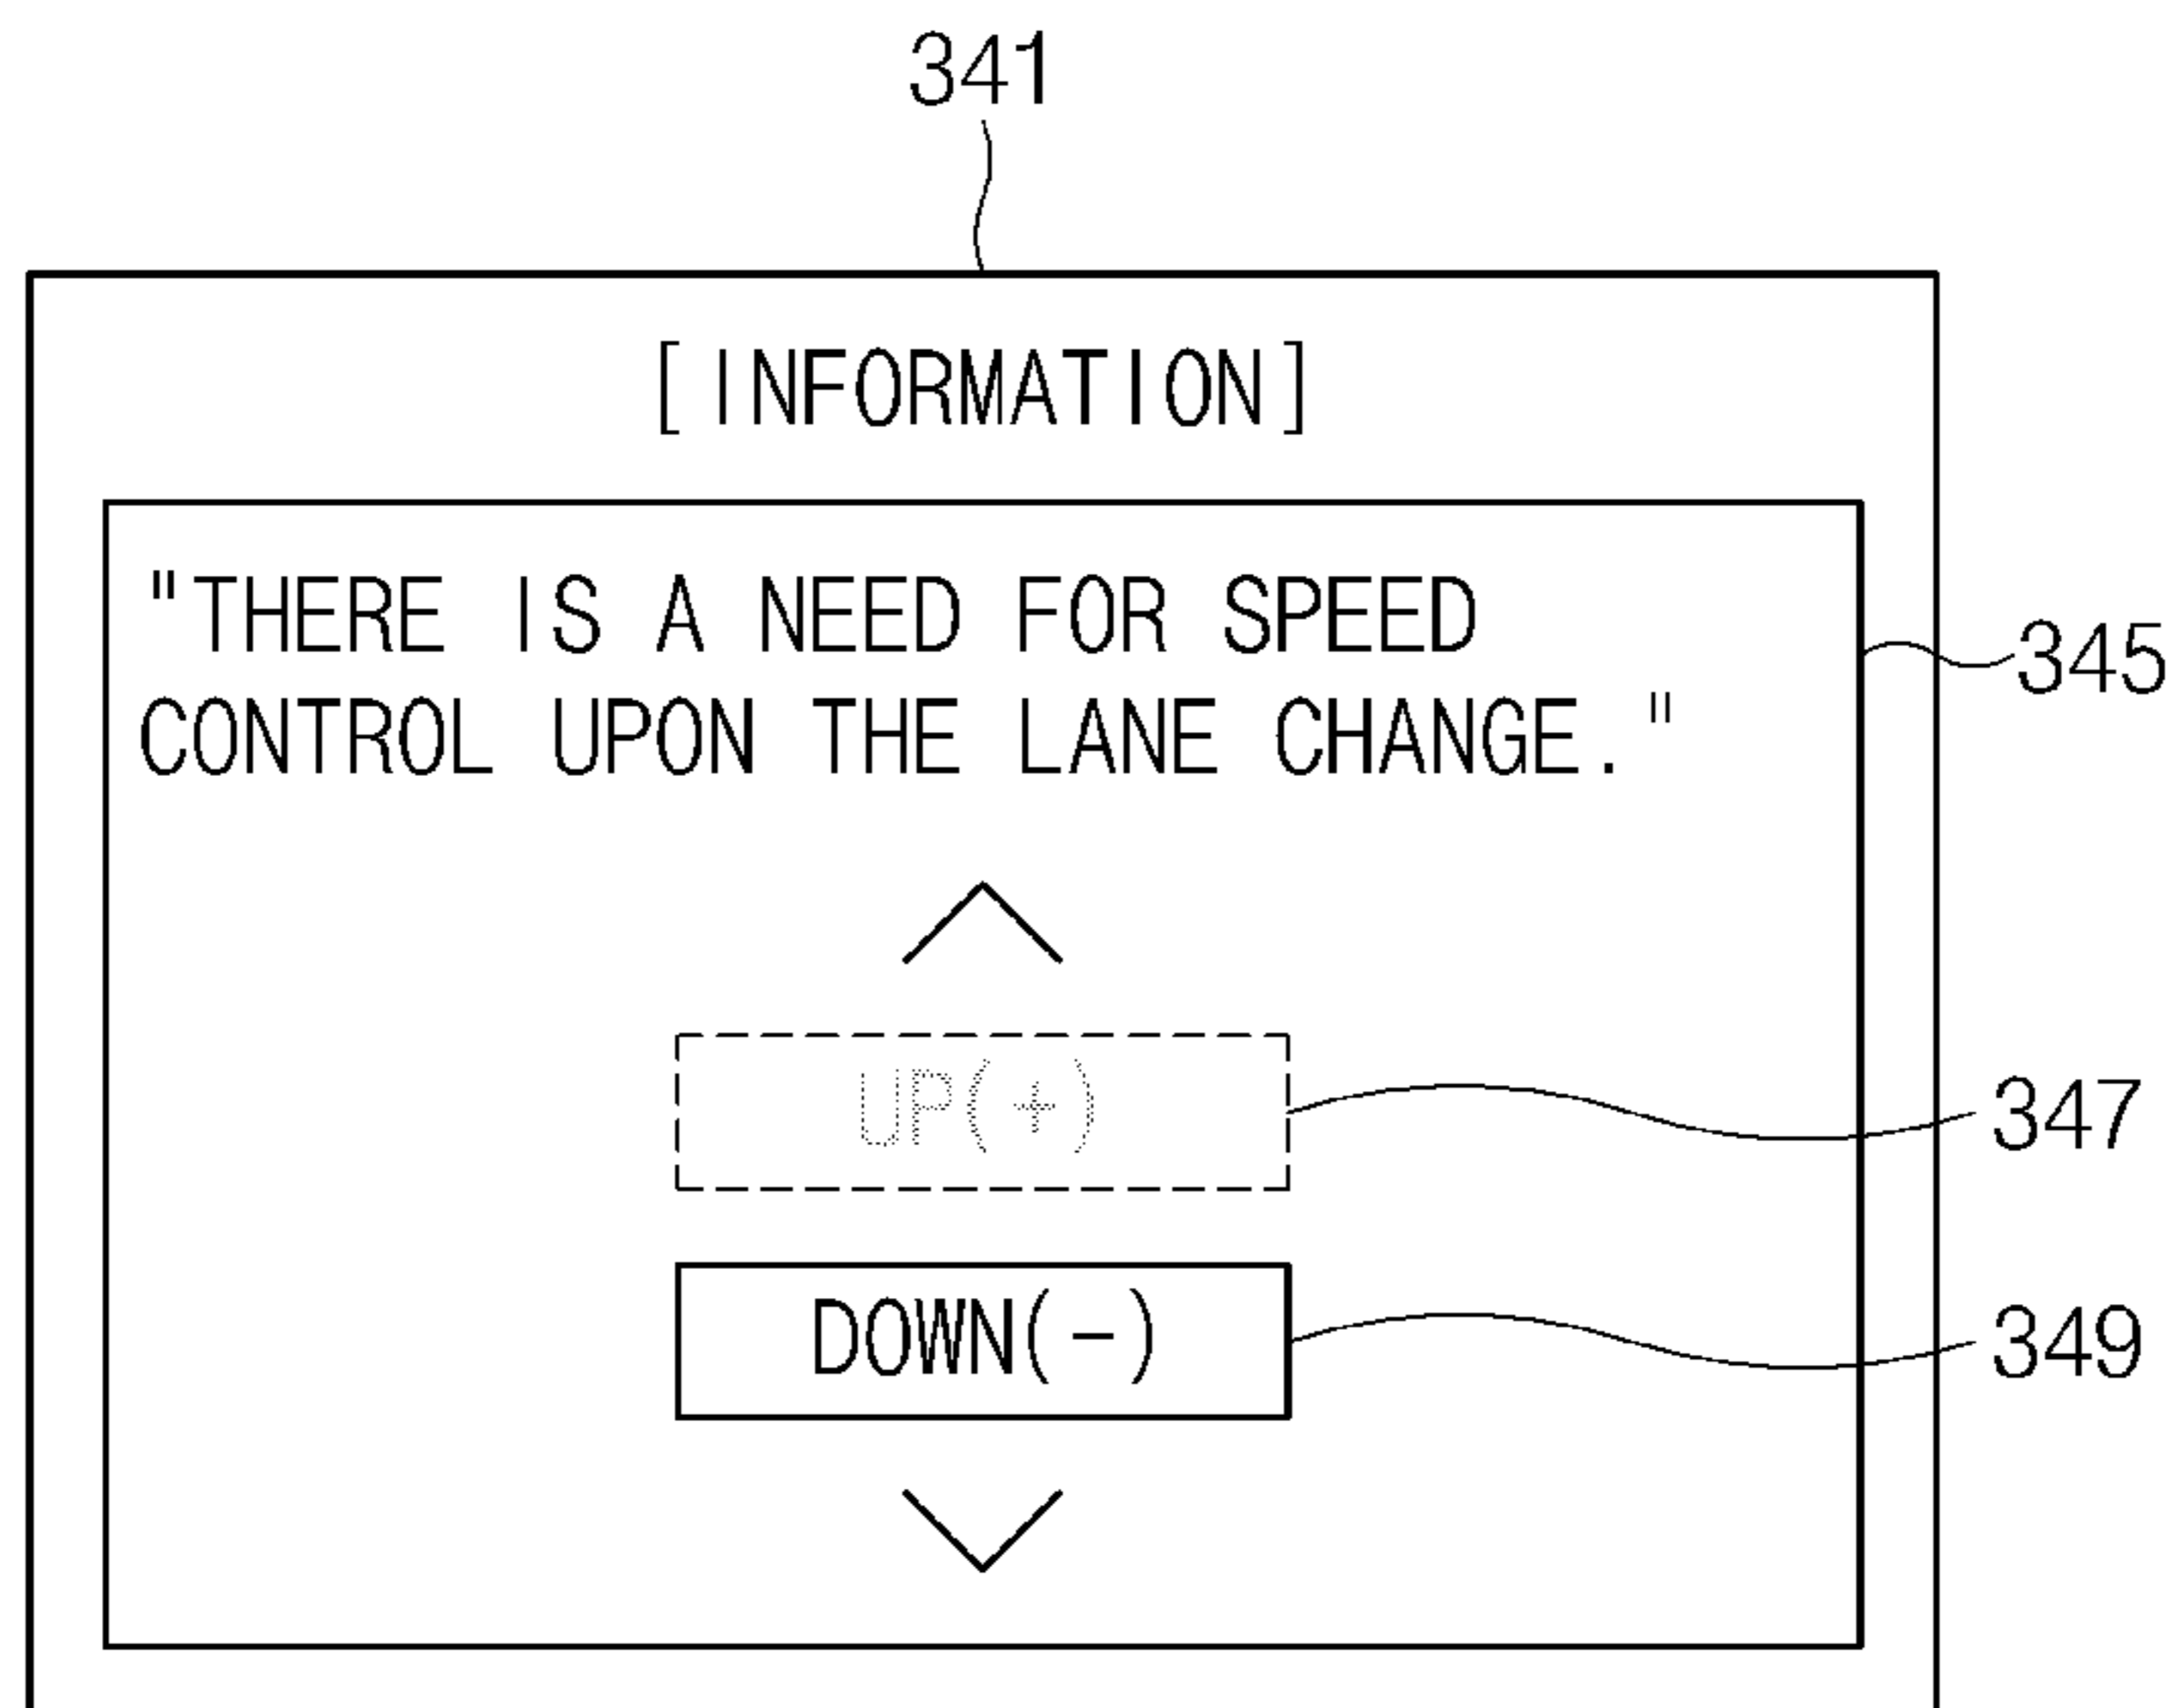 341
[INFORMATION]
"THERE IS A NEED FOR SPEED
CONTROL UPON THE LANE CHANGE."
345
UP(+)
347
DOWN(-)
349